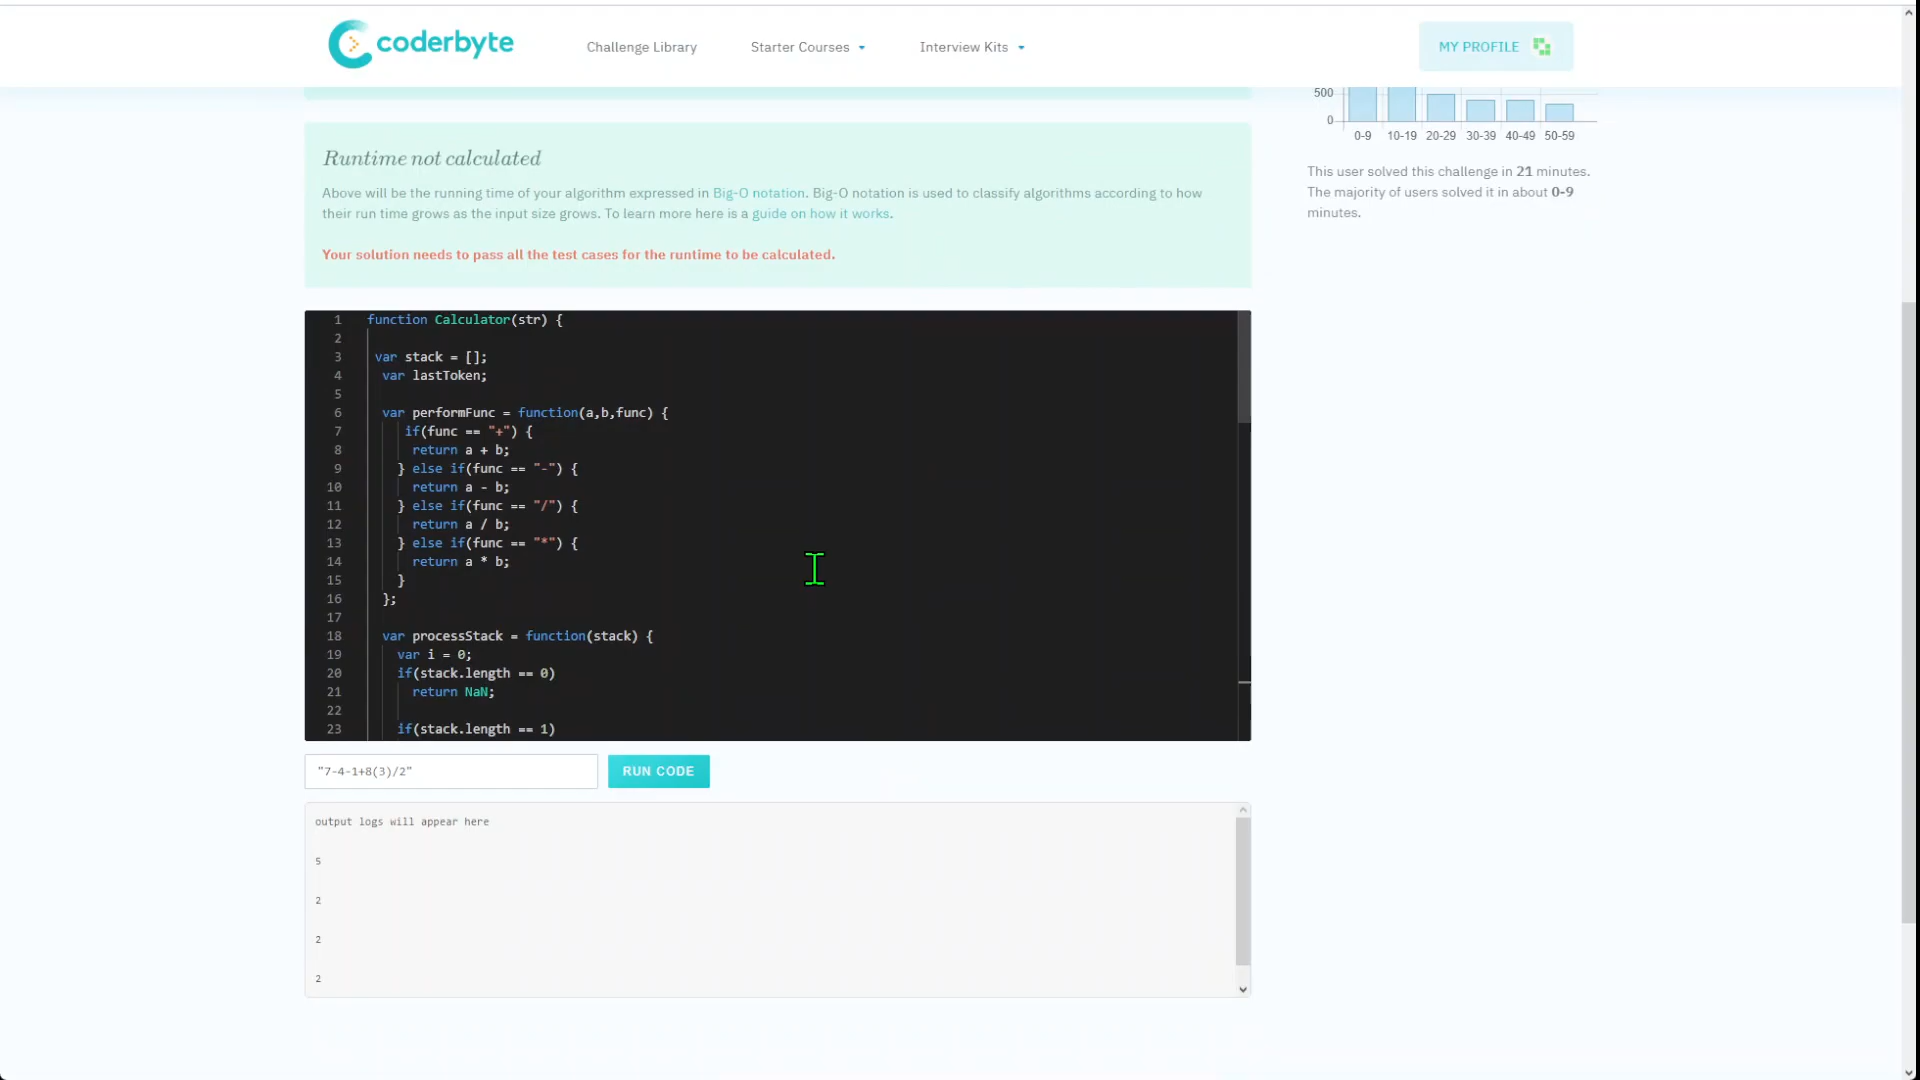 coderbyte
Challenge Library
Starter Courses
Interview Kits
MY PROFILE
500
0
0-9 10-19 20-29 30-39 40-49 50-59
This user solved this challenge in 21 minutes.
The majority of users solved it in about 0-9
minutes.
Runtime not calculated
Above will be the running time of your algorithm expressed in Big-O notation. Big-O notation is used to classify algorithms according to how
their run time grows as the input size grows. To learn more here is a guide on how it works.
Your solution needs to pass all the test cases for the runtime to be calculated.
1 function Calculator(str) {
2
3 var stack = [];
4 var lastToken;
5
6 var performFunc = function(a,b,func) {
7 if(func == "+") {
8 return a + b;
9 } else if(func == "-") {
10 return a - b;
11 } else if(func == "/") {
12 return a / b;
13 } else if(func == "*") {
14 return a * b;
15 }
16 };
17
18 var processStack = function(stack) {
19 var i = 0;
20 if(stack.length == 0)
21 return NaN;
22
23 if(stack.length == 1)
"7-4-1+8(3)/2"
RUN CODE
output logs will appear here
5
2
2
2